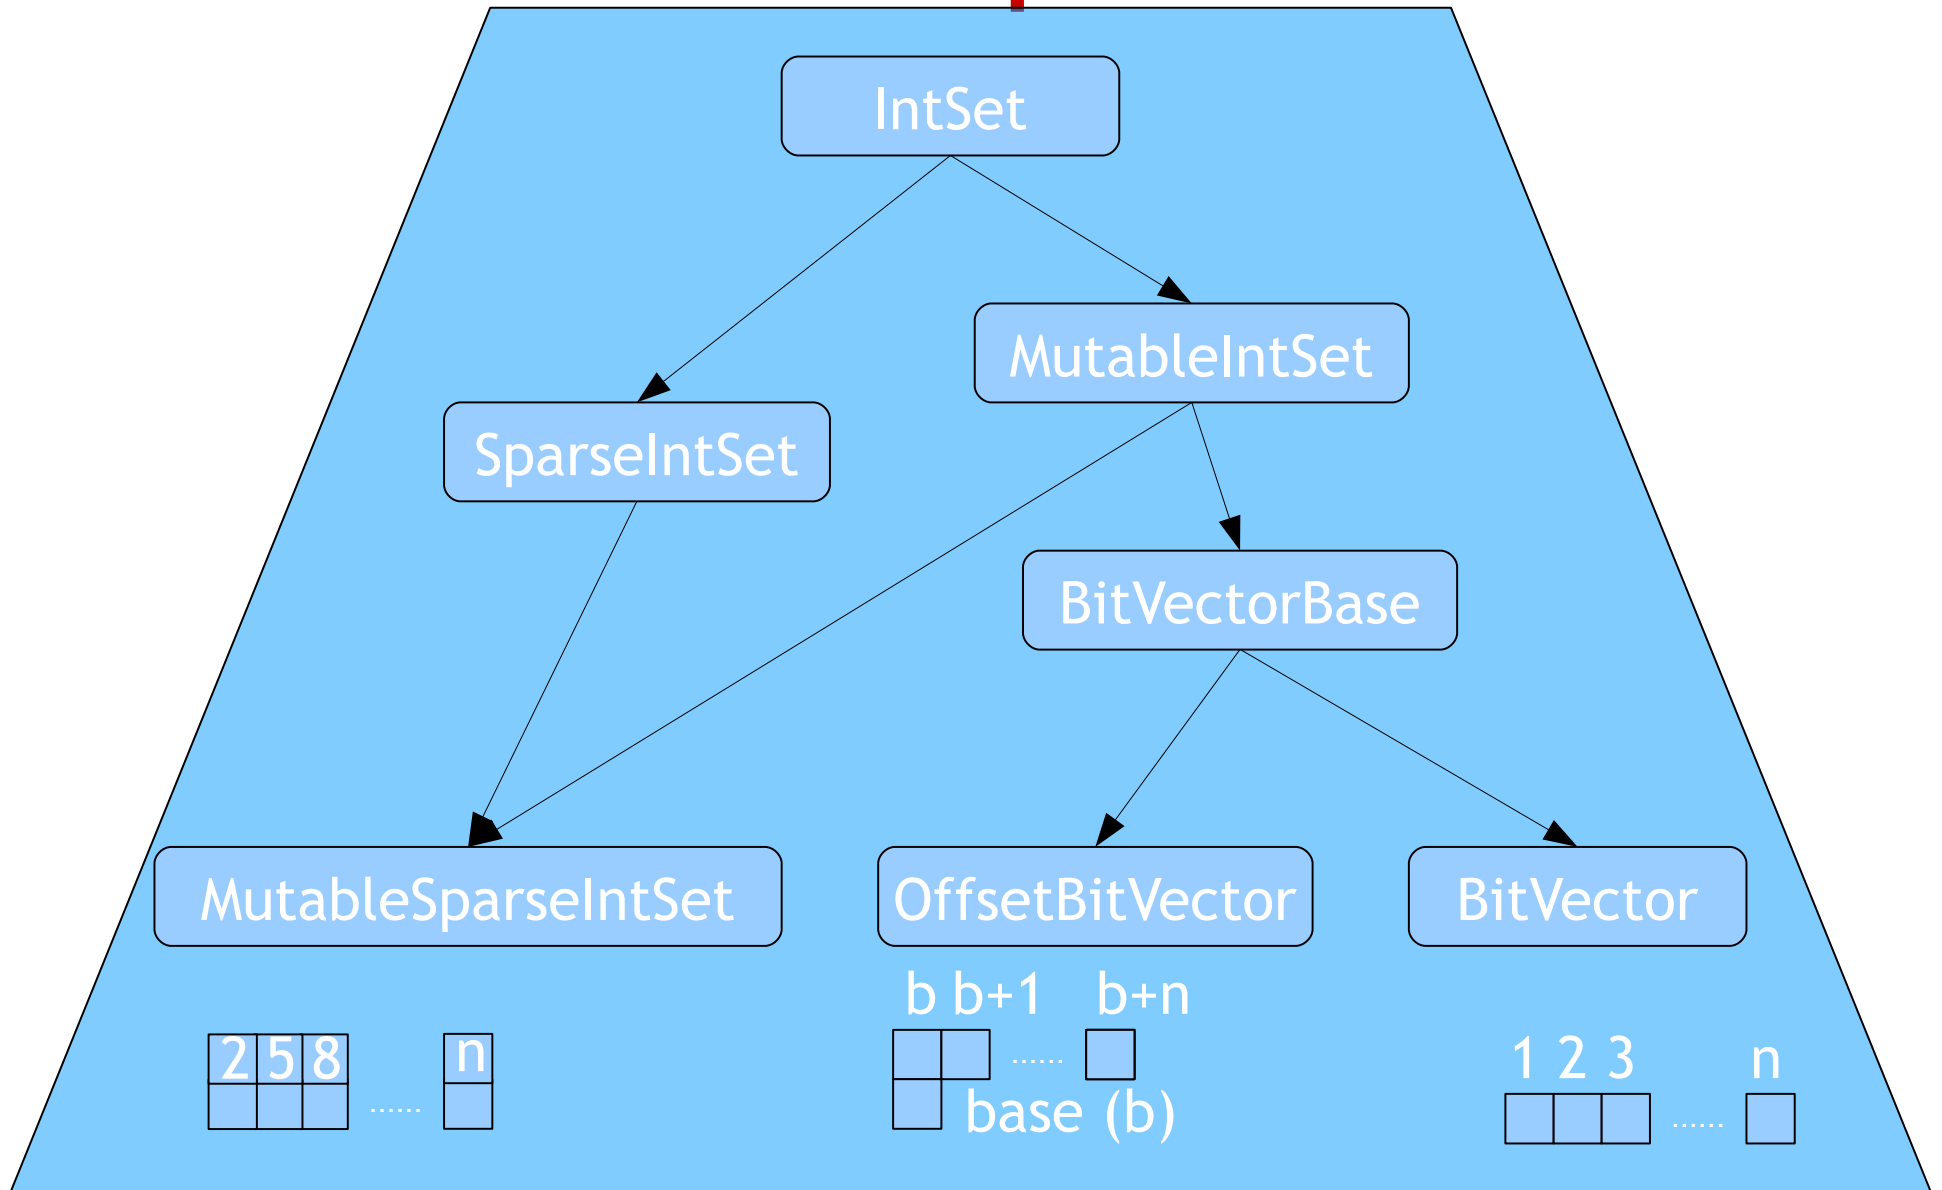 IntSet
MutableIntSet
SparseIntSet
BitVectorBase
MutableSparseIntSet
OffsetBitVector
BitVector
b b+1 b+n
2 5 8 ...... n
......
base (b)
1 2 3 n
......